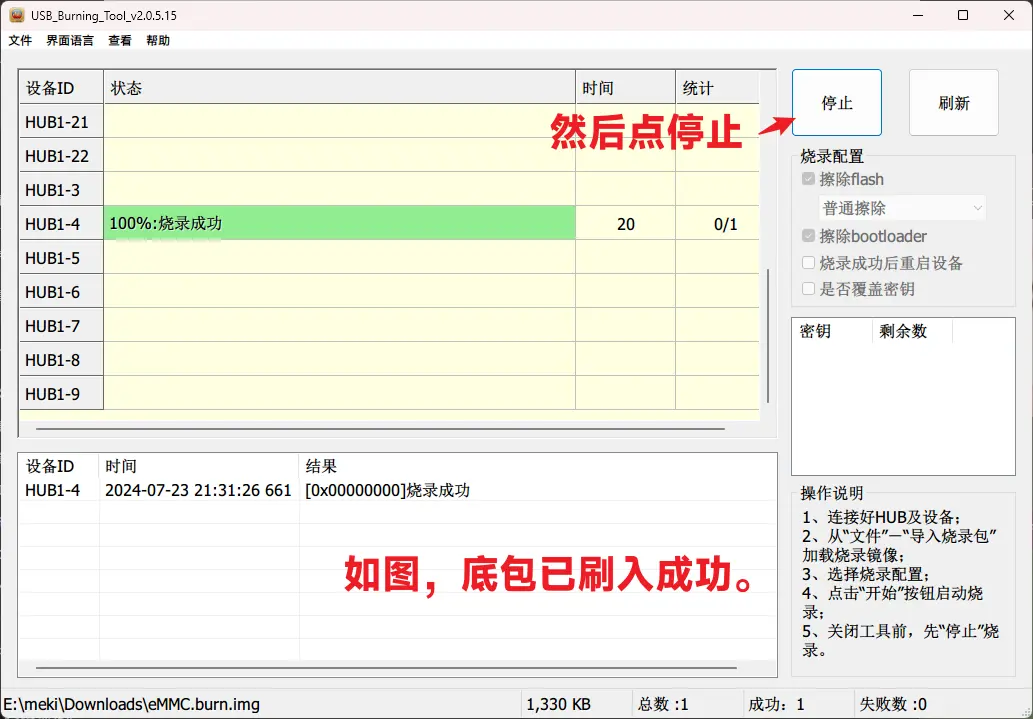 USB_Burning_Tool_v2.0.5.15
文件 界面语言 查看 帮助
设备ID 状态 时间 统计
HUB1-21
HUB1-22
HUB1-3
HUB1-4 100%:烧录成功 20 0/1
HUB1-5
HUB1-6
HUB1-7
HUB1-8
HUB1-9
然后点停止
停止 刷新
烧录配置
擦除flash
普通擦除
擦除bootloader
烧录成功后重启设备
是否覆盖密钥
密钥 剩余数
设备ID 时间 结果
HUB1-4 2024-07-23 21:31:26 661 [0x00000000]烧录成功
如图，底包已刷入成功。
操作说明
1、连接好HUB及设备；
2、从“文件”—“导入烧录包”
加载烧录镜像；
3、选择烧录配置；
4、点击“开始”按钮启动烧
录；
5、关闭工具前，先“停止”烧
录。
E:\meki\Downloads\eMMC.burn.img 1,330 KB 总数 :1 成功：1 失败数 :0